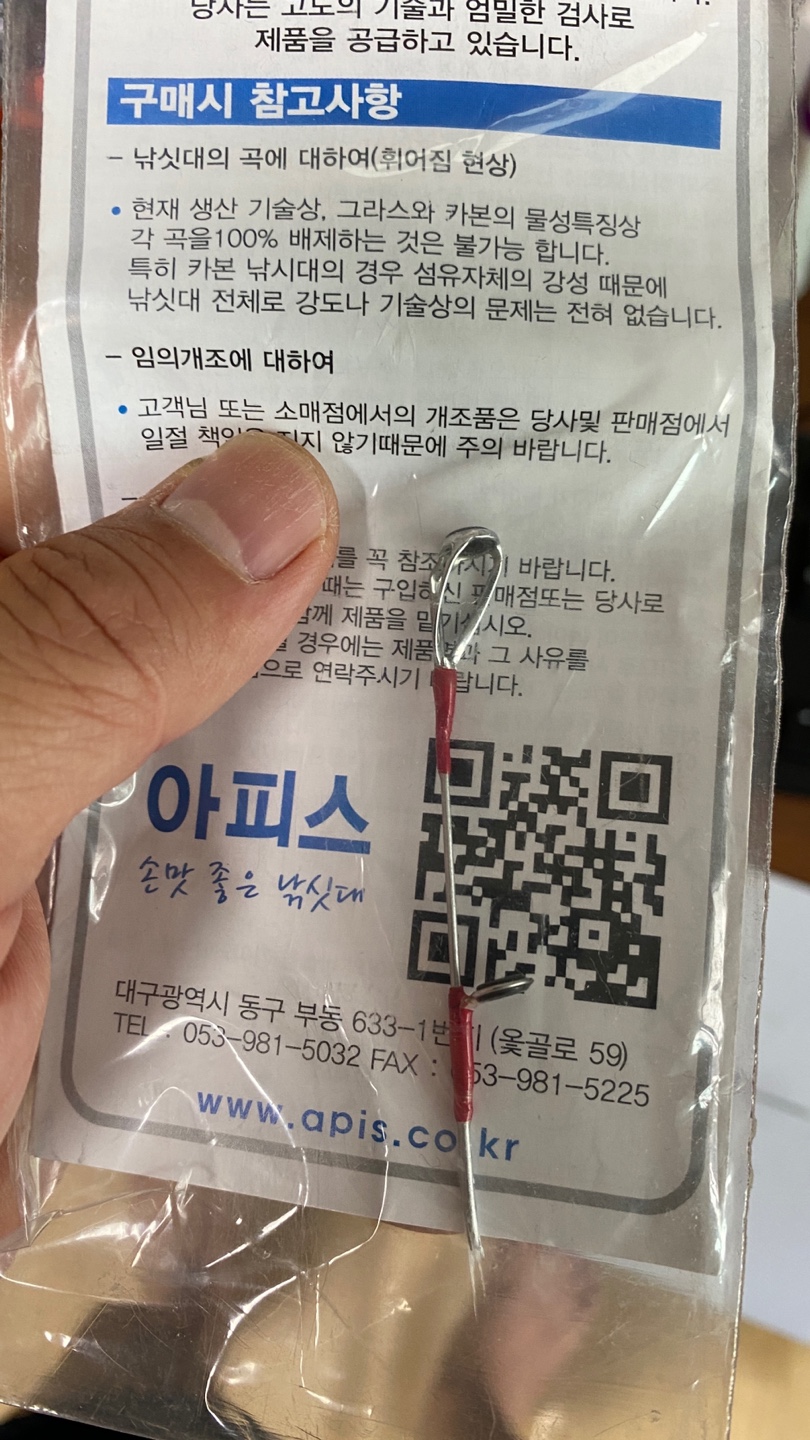 당사는 고도의 기술과 엄밀한 검사로
제품을 공급하고 있습니다.
구매시 참고사항
– 낚싯대의 곡에 대하여(휘어짐 현상)
• 현재 생산 기술상, 그라스와 카본의 물성특징상
각 곡을100% 배제하는 것은 불가능 합니다.
특히 카본 낚시대의 경우 섬유자체의 강성 때문에
낚싯대 전체로 강도나 기술상의 문제는 전혀 없습니다.
– 임의개조에 대하여
• 고객님 또는 소매점에서의 개조품은 당사및 판매점에서
일절 않기때문에 주의 바랍니다.
–
를 꼭 바랍니다.
때는 판매점또는 당사로
함께 제품을
경우에는 그 사유를
으로 연락주시기
아피스
손맛 좋은 낚싯대
대구광역시 동구 부동 633-1번지 (옻골로 59)
TEL : 053-981-5032 FAX : 053-981-5225
www.apis.co.kr